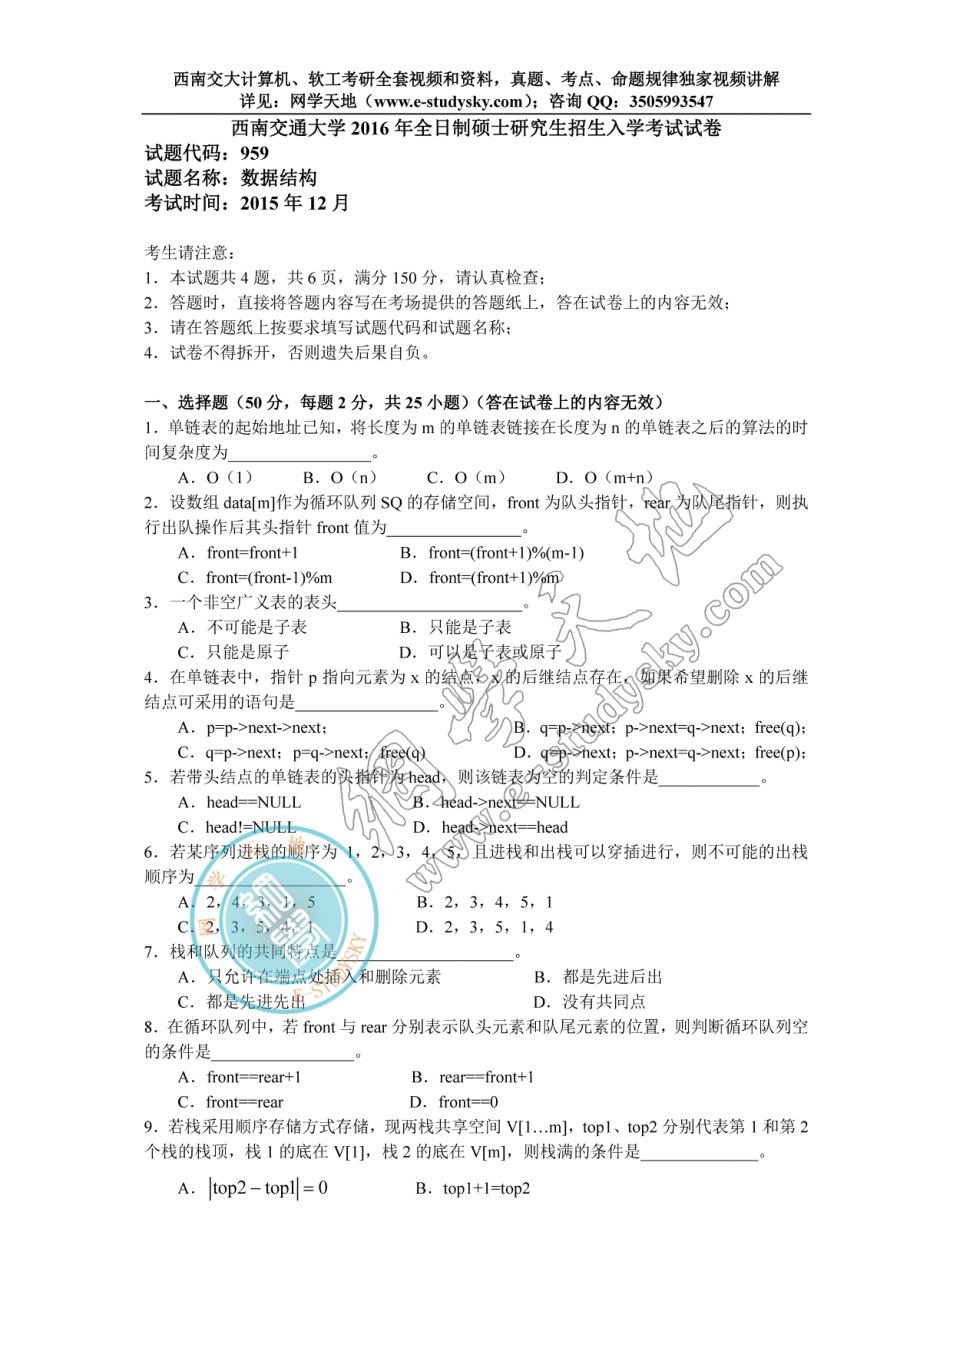 西南交大计算机、软工考研全套视频和资料，真题、考点、命题规律独家视频讲解
详见：网学天地（www.e-studysky.com）；咨询 QQ：3505993547
西南交通大学 2016 年全日制硕士研究生招生入学考试试卷
试题代码：959
试题名称：数据结构
考试时间：2015 年 12 月
考生请注意：
1．本试题共 4 题，共 6 页，满分 150 分，请认真检查；
2．答题时，直接将答题内容写在考场提供的答题纸上，答在试卷上的内容无效；
3．请在答题纸上按要求填写试题代码和试题名称；
4．试卷不得拆开，否则遗失后果自负。
一、选择题（50 分，每题 2 分，共 25 小题）（答在试卷上的内容无效）
1．单链表的起始地址已知，将长度为 m 的单链表链接在长度为 n 的单链表之后的算法的时
间复杂度为_________________。
A．O（1） B．O（n） C．O（m） D．O（m+n）
2．设数组 data[m]作为循环队列 SQ 的存储空间，front 为队头指针，rear 为队尾指针，则执
行出队操作后其头指针 front 值为________________。
A．front=front+1 B．front=(front+1)%(m-1)
C．front=(front-1)%m D．front=(front+1)%m
3．一个非空广义表的表头______________________。
A．不可能是子表 B．只能是子表
C．只能是原子 D．可以是子表或原子
4．在单链表中，指针 p 指向元素为 x 的结点，x 的后继结点存在，如果希望删除 x 的后继
结点可采用的语句是_________________。
A．p=p->next->next； B．q=p->next；p->next=q->next；free(q)；
C．q=p->next；p=q->next；free(q) D．q=p->next；p->next=q->next；free(p)；
5．若带头结点的单链表的头指针为 head，则该链表为空的判定条件是____________。
A．head==NULL B．head->next==NULL
C．head!=NULL D．head->next==head
6．若某序列进栈的顺序为 1，2，3，4，5，且进栈和出栈可以穿插进行，则不可能的出栈
顺序为__________________。
A．2，4，3，1，5 B．2，3，4，5，1
C．2，3，5，4，1 D．2，3，5，1，4
7．栈和队列的共同特点是_____________________。
A．只允许在端点处插入和删除元素 B．都是先进后出
C．都是先进先出 D．没有共同点
8．在循环队列中，若 front 与 rear 分别表示队头元素和队尾元素的位置，则判断循环队列空
的条件是_________________。
A．front==rear+1 B．rear==front+1
C．front==rear D．front==0
9．若栈采用顺序存储方式存储，现两栈共享空间 V[1…m]，top1、top2 分别代表第 1 和第 2
个栈的栈顶，栈 1 的底在 V[1]，栈 2 的底在 V[m]，则栈满的条件是______________。
A．|top2－top1|＝0 B．top1+1=top2
網學天地
www.e-studysky.com
網學天地
E-STUDYSKY